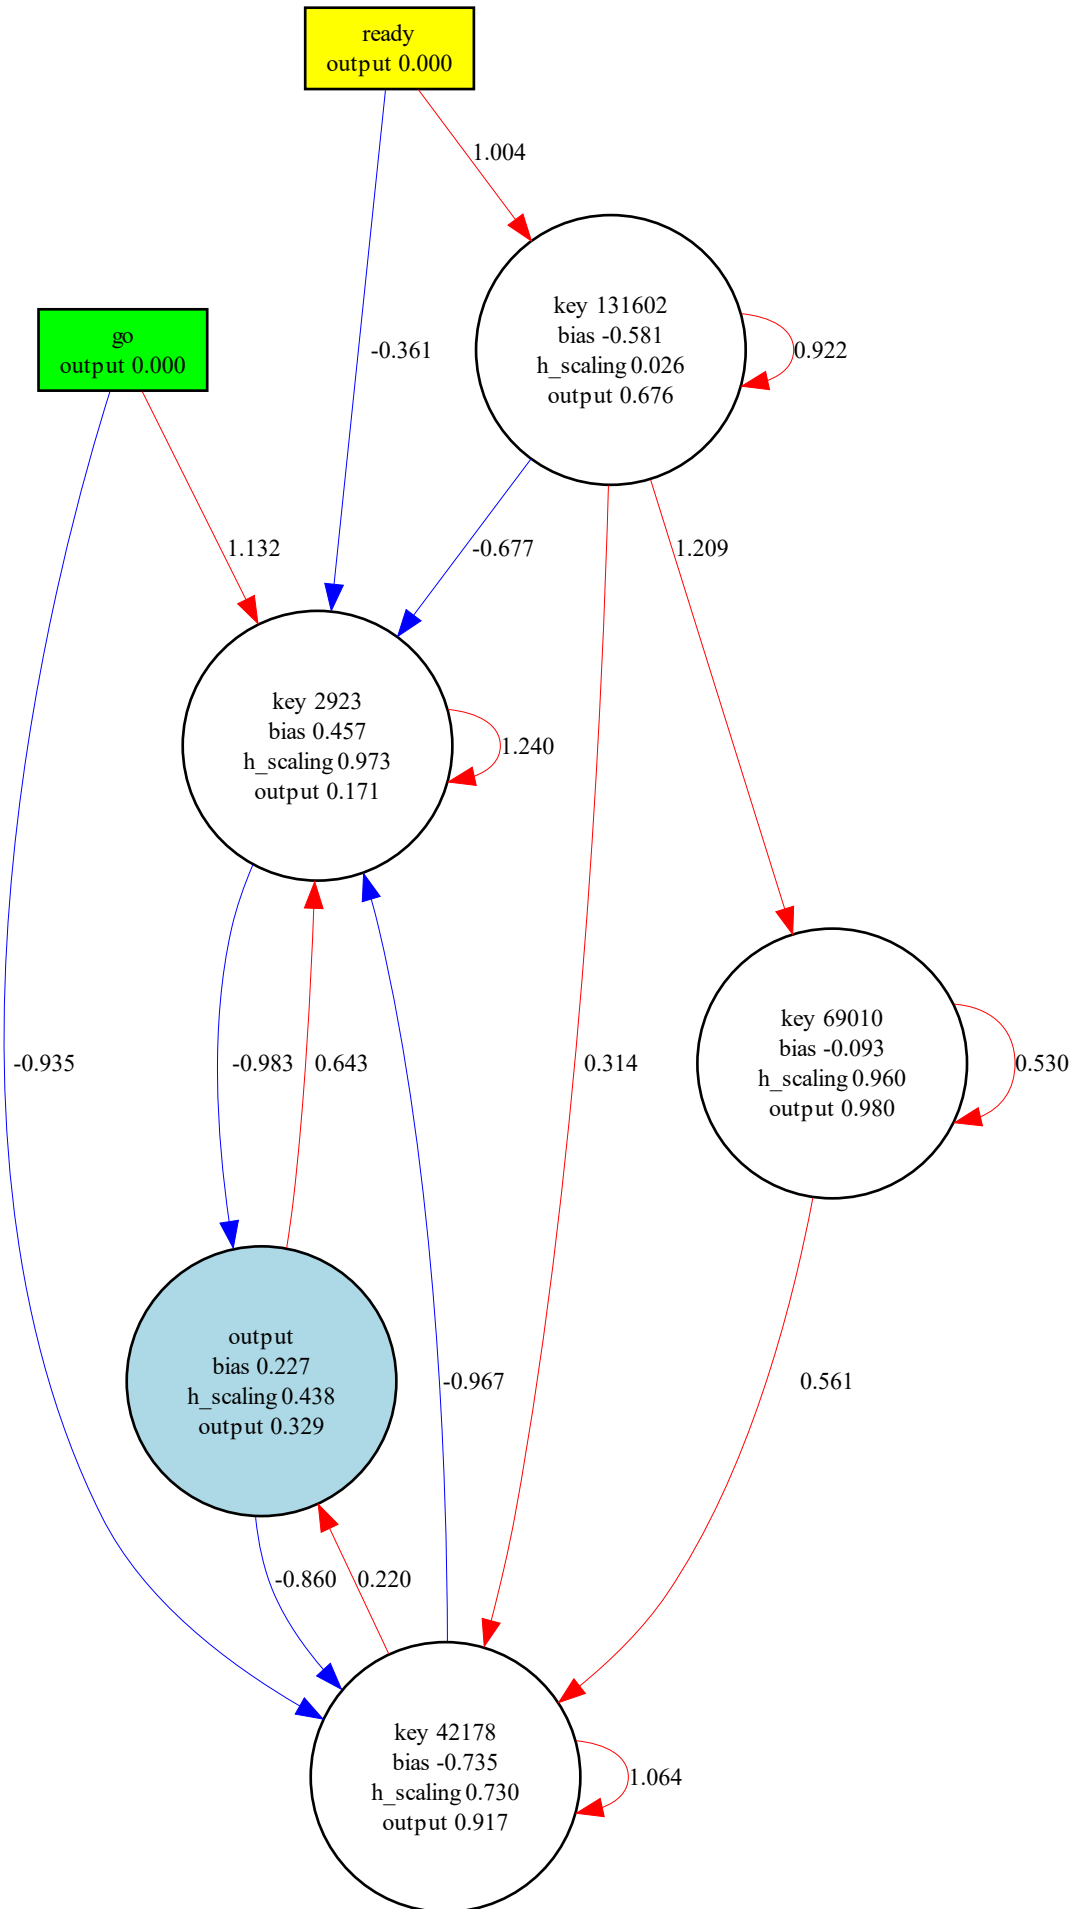 ready
output 0.000
1.004
key 131602
bias -0.581
h_scaling 0.026
output 0.676
0.922
go
output 0.000
-0.361
1.132
-0.677
1.209
key 2923
bias 0.457
h_scaling 0.973
output 0.171
1.240
-0.935
-0.983
0.643
0.314
key 69010
bias -0.093
h_scaling 0.960
output 0.980
0.530
output
bias 0.227
h_scaling 0.438
output 0.329
-0.967
0.561
-0.860
0.220
key 42178
bias -0.735
h_scaling 0.730
output 0.917
1.064